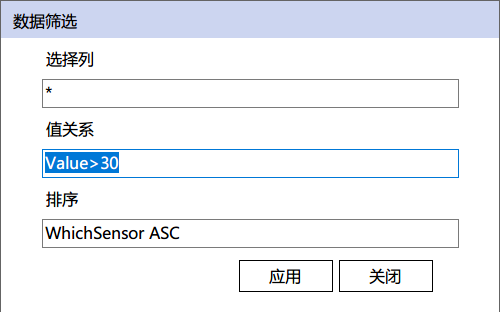 数据筛选
选择列
*
值关系
Value>30
排序
WhichSensor ASC
应用 关闭